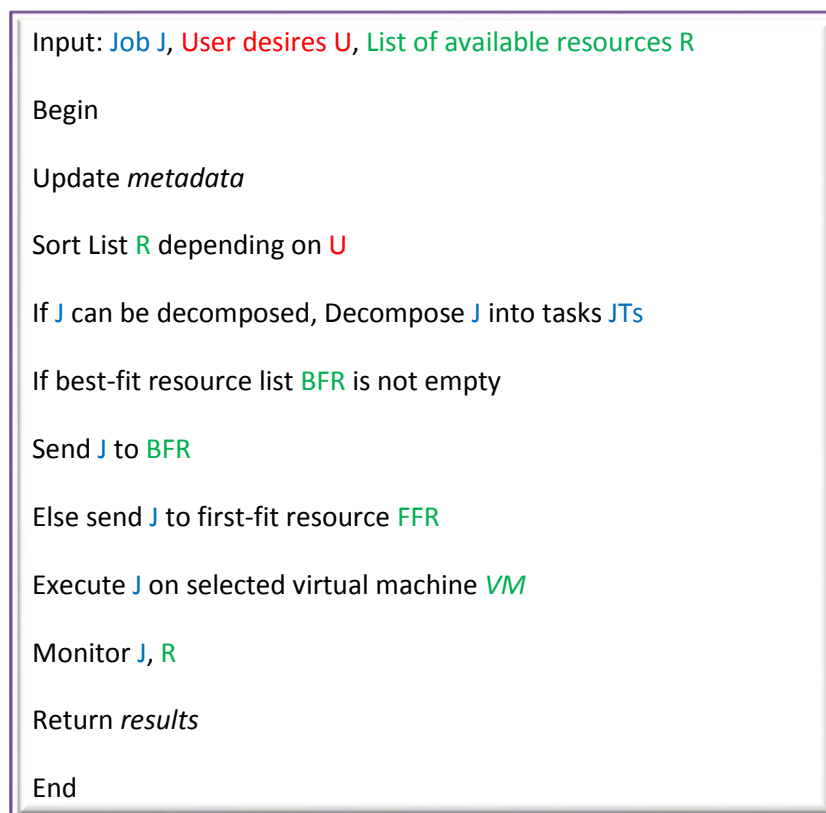 Input: Job J, User desires U, List of available resources R
Begin
Update metadata
Sort List R depending on U
If J can be decomposed, Decompose J into tasks JTs
If best-fit resource list BFR is not empty
Send J to BFR
Else send J to first-fit resource FFR
Execute J on selected virtual machine VM
Monitor J, R
Return results
End